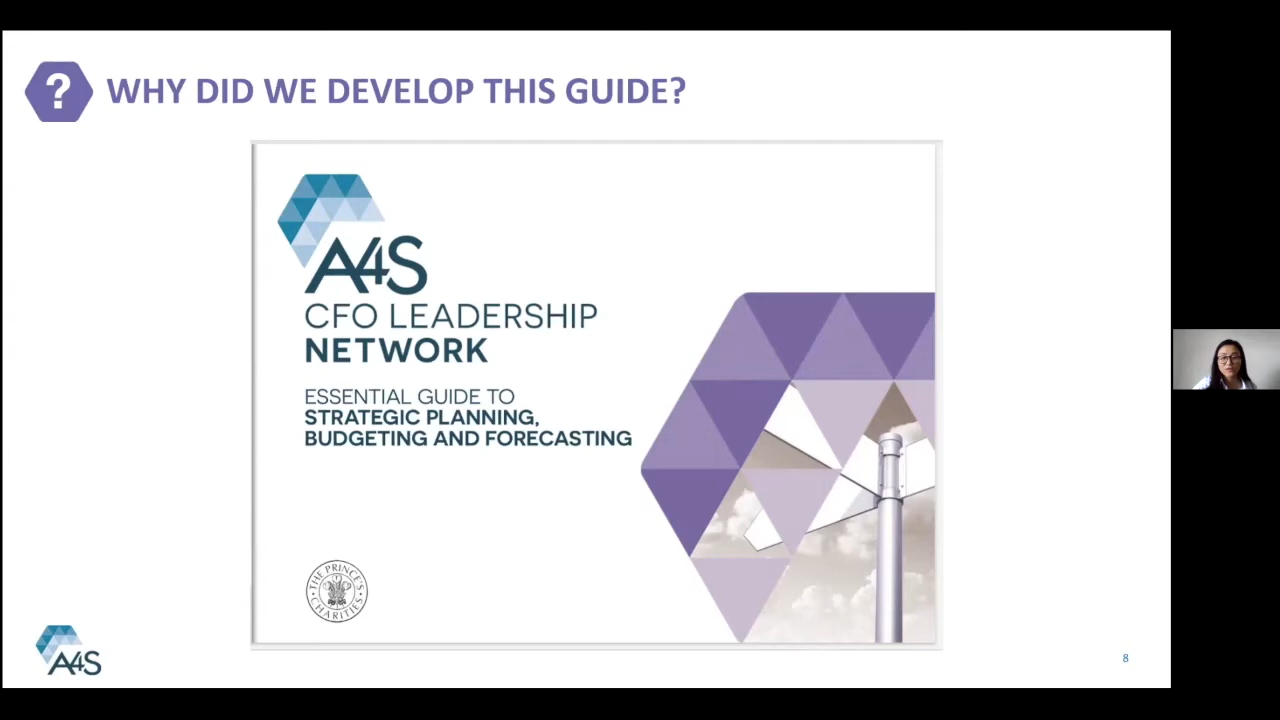 ? WHY DID WE DEVELOP THIS GUIDE?
A4S
CFO LEADERSHIP
NETWORK
ESSENTIAL GUIDE TO
STRATEGIC PLANNING,
BUDGETING AND FORECASTING
THE PRINCE'S
CHARITIES
A4S
8